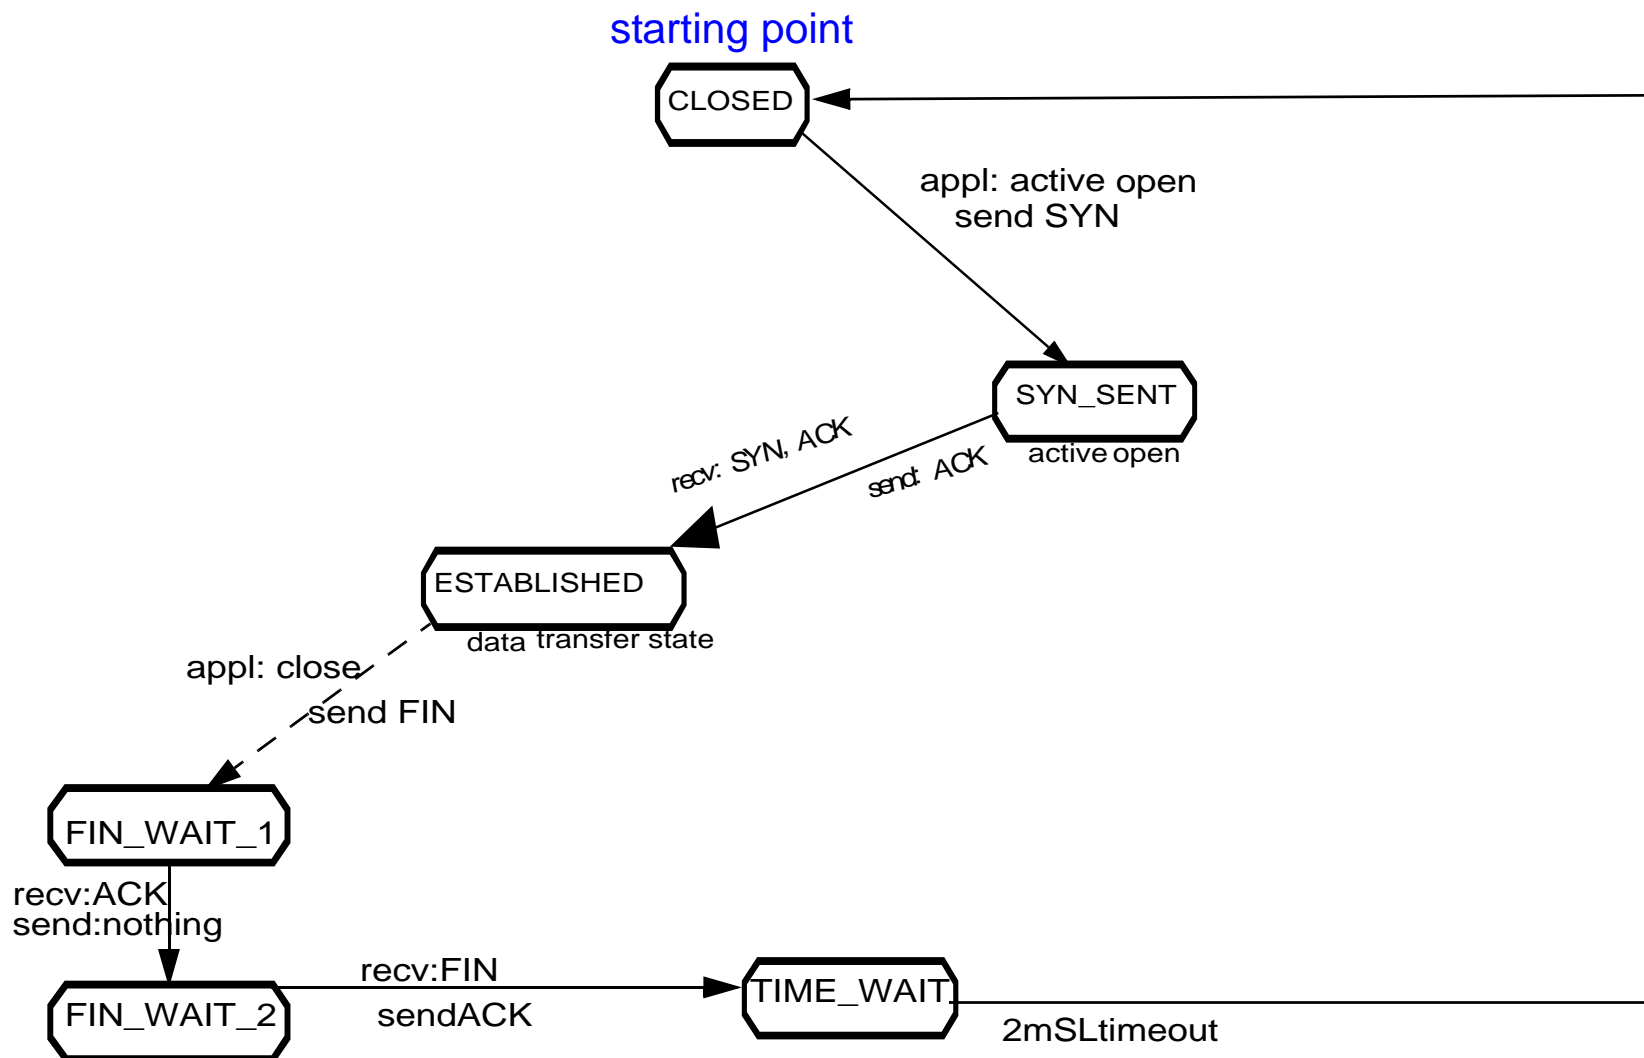 starting point
CLOSED
appl: active open
send SYN
SYN_SENT
active open
recv: SYN, ACK
send: ACK
ESTABLISHED
data transfer state
appl: close
send FIN
FIN_WAIT_1
recv:ACK
send:nothing
FIN_WAIT_2
recv:FIN
sendACK
TIME_WAIT
2mSLtimeout